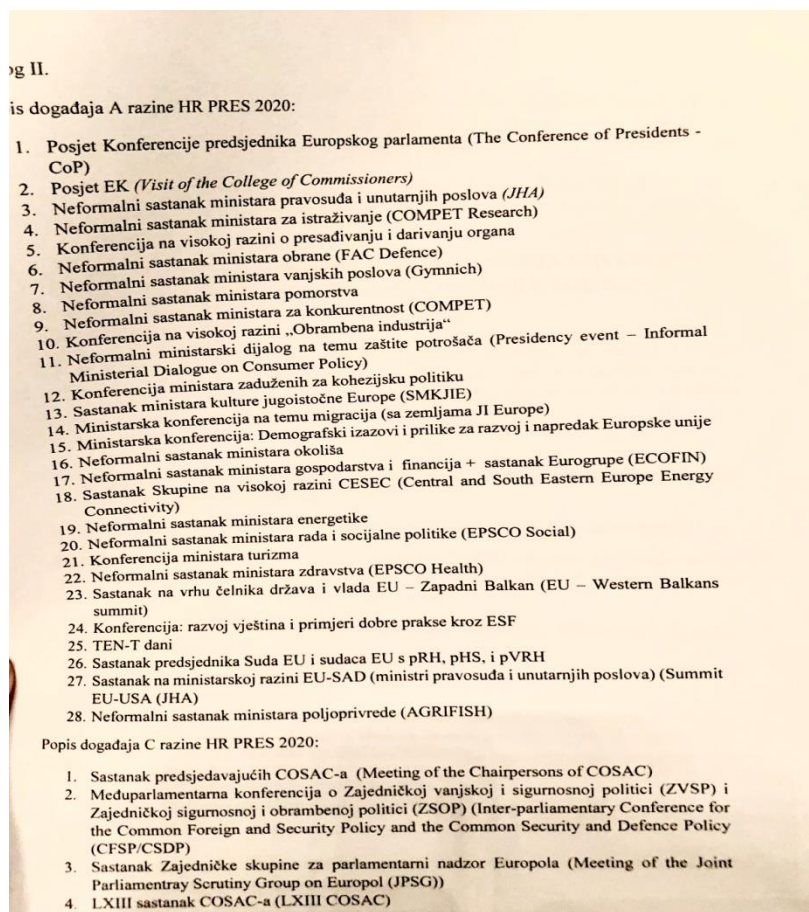 og II.
is događaja A razine HR PRES 2020:
1. Posjet Konferencije predsjednika Europskog parlamenta (The Conference of Presidents -
CoP)
2. Posjet EK (Visit of the College of Commissioners)
3. Neformalni sastanak ministara pravosuđa i unutarnjih poslova (JHA)
4. Neformalni sastanak ministara za istraživanje (COMPET Research)
5. Konferencija na visokoj razini o presađivanju i darivanju organa
6. Neformalni sastanak ministara obrane (FAC Defence)
7. Neformalni sastanak ministara vanjskih poslova (Gymnich)
8. Neformalni sastanak ministara pomorstva
9. Neformalni sastanak ministara za konkurentnost (COMPET)
10. Konferencija na visokoj razini „Obrambena industrija“
11. Neformalni ministarski dijalog na temu zaštite potrošača (Presidency event – Informal
Ministerial Dialogue on Consumer Policy)
12. Konferencija ministara zaduženih za kohezijsku politiku
13. Sastanak ministara kulture jugoistočne Europe (SMKJIE)
14. Ministarska konferencija na temu migracija (sa zemljama JI Europe)
15. Ministarska konferencija: Demografski izazovi i prilike za razvoj i napredak Europske unije
16. Neformalni sastanak ministara okoliša
17. Neformalni sastanak ministara gospodarstva i financija + sastanak Eurogrupe (ECOFIN)
18. Sastanak Skupine na visokoj razini CESEC (Central and South Eastern Europe Energy
Connectivity)
19. Neformalni sastanak ministara energetike
20. Neformalni sastanak ministara rada i socijalne politike (EPSCO Social)
21. Konferencija ministara turizma
22. Neformalni sastanak ministara zdravstva (EPSCO Health)
23. Sastanak na vrhu čelnika država i vlada EU – Zapadni Balkan (EU – Western Balkans
summit)
24. Konferencija: razvoj vještina i primjeri dobre prakse kroz ESF
25. TEN-T dani
26. Sastanak predsjednika Suda EU i sudaca EU s pRH, pHS, i pVRH
27. Sastanak na ministarskoj razini EU-SAD (ministri pravosuđa i unutarnjih poslova) (Summit
EU-USA (JHA)
28. Neformalni sastanak ministara poljoprivrede (AGRIFISH)
Popis događaja C razine HR PRES 2020:
1. Sastanak predsjedavajućih COSAC-a (Meeting of the Chairpersons of COSAC)
2. Međuparlamentarna konferencija o Zajedničkoj vanjskoj i sigurnosnoj politici (ZVSP) i
Zajedničkoj sigurnosnoj i obrambenoj politici (ZSOP) (Inter-parliamentary Conference for
the Common Foreign and Security Policy and the Common Security and Defence Policy
(CFSP/CSDP)
3. Sastanak Zajedničke skupine za parlamentarni nadzor Europola (Meeting of the Joint
Parliamentray Scrutiny Group on Europol (JPSG))
4. LXIII sastanak COSAC-a (LXIII COSAC)